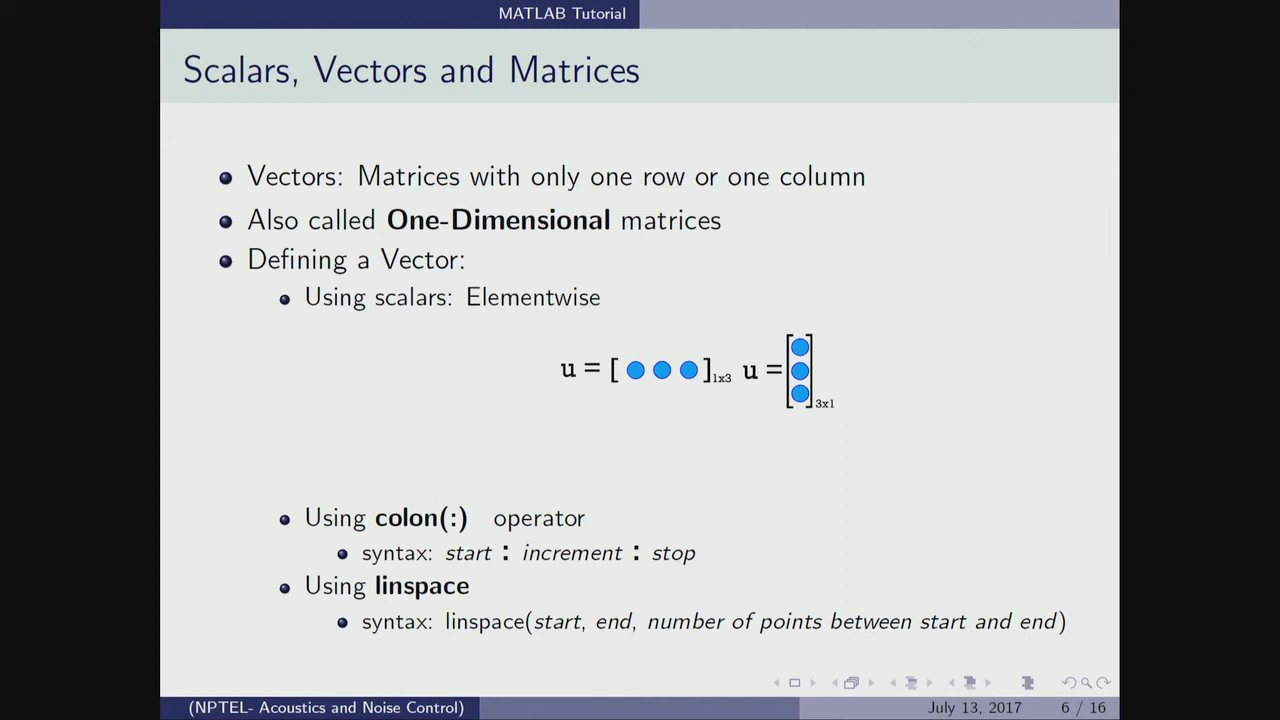 MATLAB Tutorial
Scalars, Vectors and Matrices
Vectors: Matrices with only one row or one column
Also called One-Dimensional matrices
Defining a Vector:
Using scalars: Elementwise
u = [ ]1x3 u = [ ]3x1
Using colon(:) operator
syntax: start : increment : stop
Using linspace
syntax: linspace(start, end, number of points between start and end)
(NPTEL- Acoustics and Noise Control) July 13, 2017 6 / 16